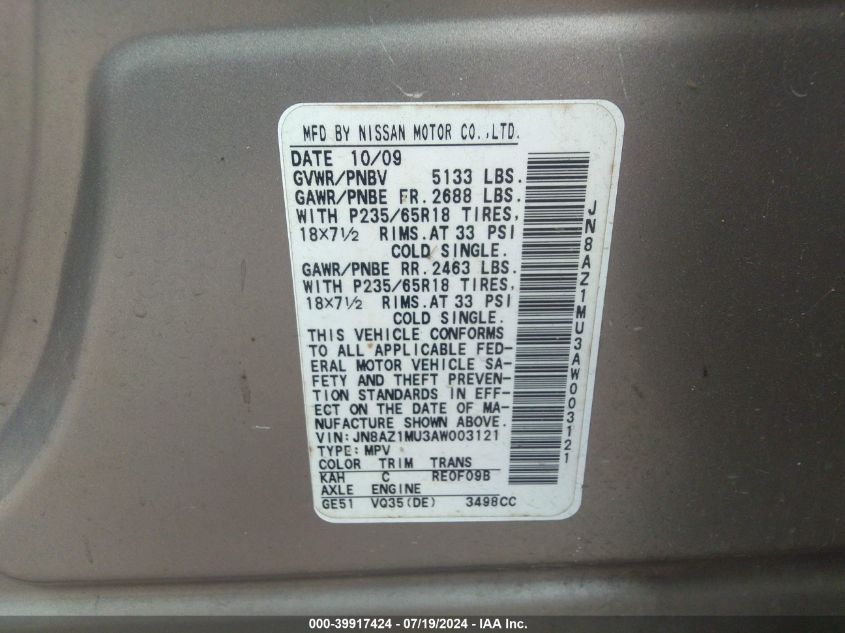 MFD BY NISSAN MOTOR CO.,LTD.
DATE 10/09
GVWR/PNBV 5133 LBS.
GAWR/PNBE FR.2688 LBS.
WITH P235/65R18 TIRES,
18×7½ RIMS.AT 33 PSI
COLD SINGLE.
GAWR/PNBE RR.2463 LBS.
WITH P235/65R18 TIRES,
18×7½ RIMS.AT 33 PSI
COLD SINGLE.
THIS VEHICLE CONFORMS
TO ALL APPLICABLE FED-
ERAL MOTOR VEHICLE SA-
FETY AND THEFT PREVEN-
TION STANDARDS IN EFF-
ECT ON THE DATE OF MA-
NUFACTURE SHOWN ABOVE.
VIN:JN8AZ1MU3AW003121
TYPE:MPV
COLOR TRIM TRANS
KAH C RE0F09B
AXLE ENGINE
GE51 VQ35(DE) 3498CC
JN8AZ1MU3AW003121
000-39917424 - 07/19/2024 - IAA Inc.